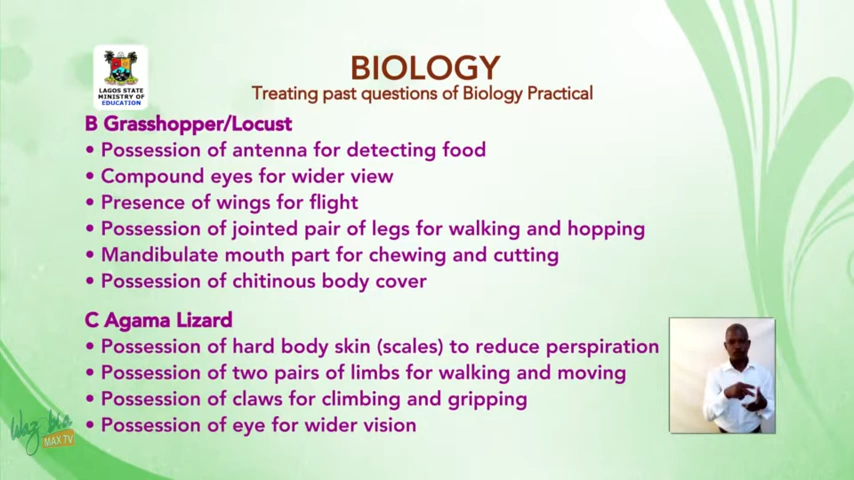 BIOLOGY
Treating past questions of Biology Practical
LAGOS STATE
MINISTRY OF
EDUCATION
B Grasshopper/Locust
• Possession of antenna for detecting food
• Compound eyes for wider view
• Presence of wings for flight
• Possession of jointed pair of legs for walking and hopping
• Mandibulate mouth part for chewing and cutting
• Possession of chitinous body cover
C Agama Lizard
• Possession of hard body skin (scales) to reduce perspiration
• Possession of two pairs of limbs for walking and moving
• Possession of claws for climbing and gripping
• Possession of eye for wider vision
Waz bia
MAX TV